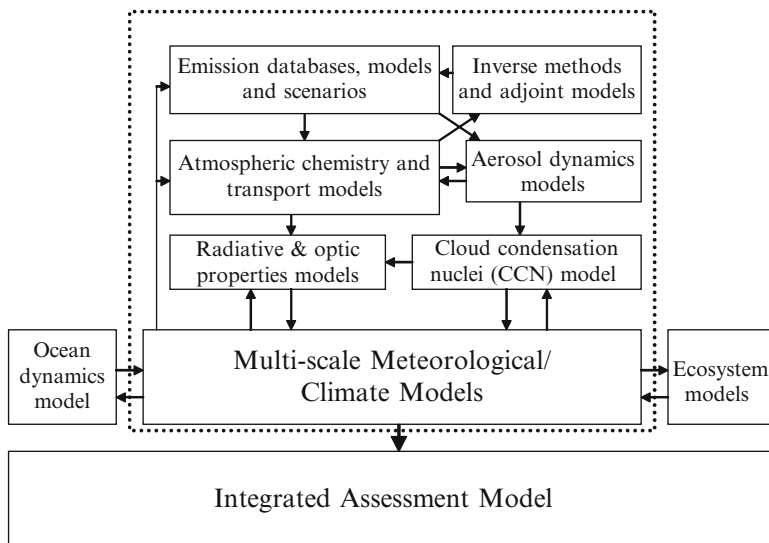 Emission databases, models
and scenarios
Inverse methods
and adjoint models
Atmospheric chemistry and
transport models
Aerosol dynamics
models
Radiative & optic
properties models
Cloud condensation
nuclei (CCN) model
Ocean
dynamics
model
Multi-scale Meteorological/
Climate Models
Ecosystem
models
Integrated Assessment Model